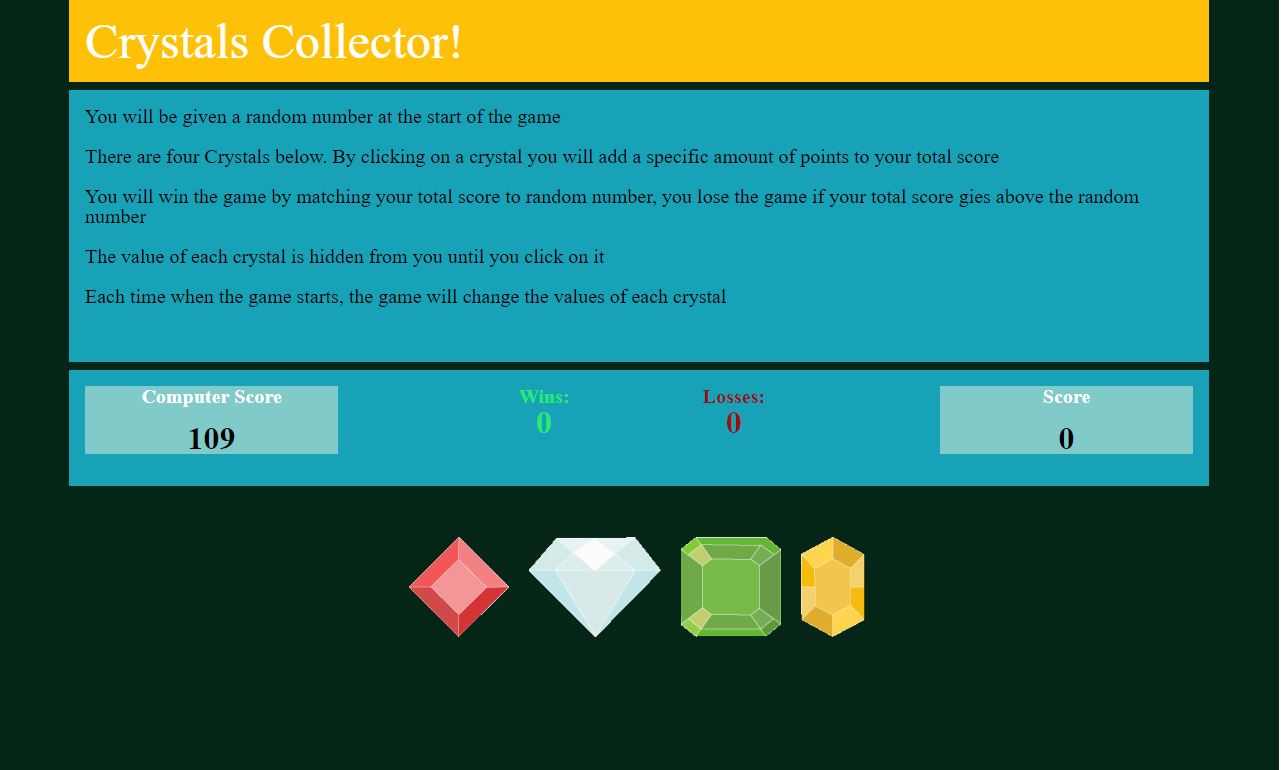 Crystals Collector!
You will be given a random number at the start of the game
There are four Crystals below. By clicking on a crystal you will add a specific amount of points to your total score
You will win the game by matching your total score to random number, you lose the game if your total score gies above the random
number
The value of each crystal is hidden from you until you click on it
Each time when the game starts, the game will change the values of each crystal
Computer Score
109
Wins:
0
Losses:
0
Score
0